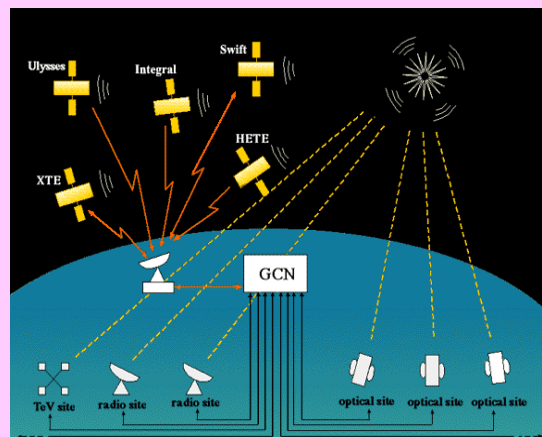 Swift
Ulysses
Integral
HETE
XTE
GCN
TeV site
radio site
radio site
optical site
optical site
optical site